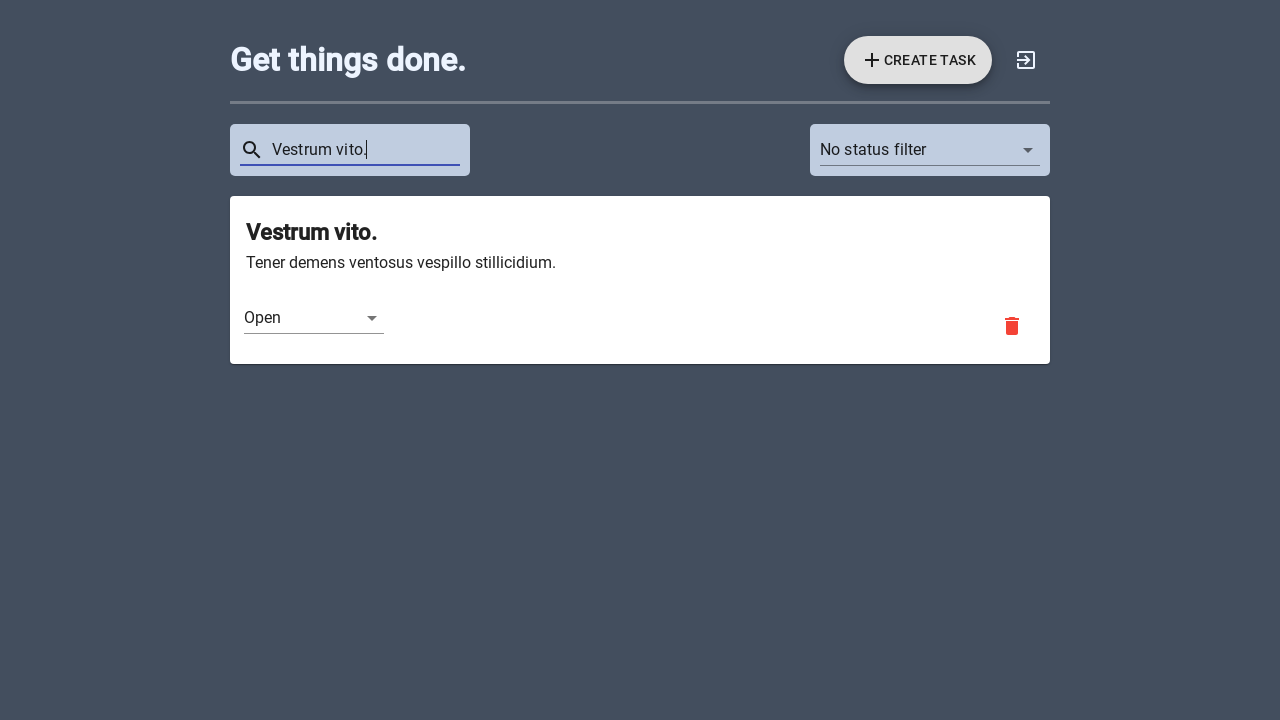 Get things done.
CREATE TASK
Vestrum vito.
No status filter
Vestrum vito.
Tener demens ventosus vespillo stillicidium.
Open